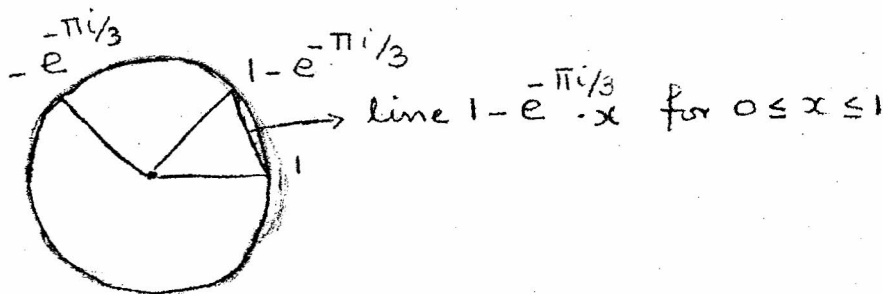 - e^{-πi/3}
1 - e^{-πi/3}
line 1 - e^{-πi/3} · x for 0 ≤ x ≤ 1
1